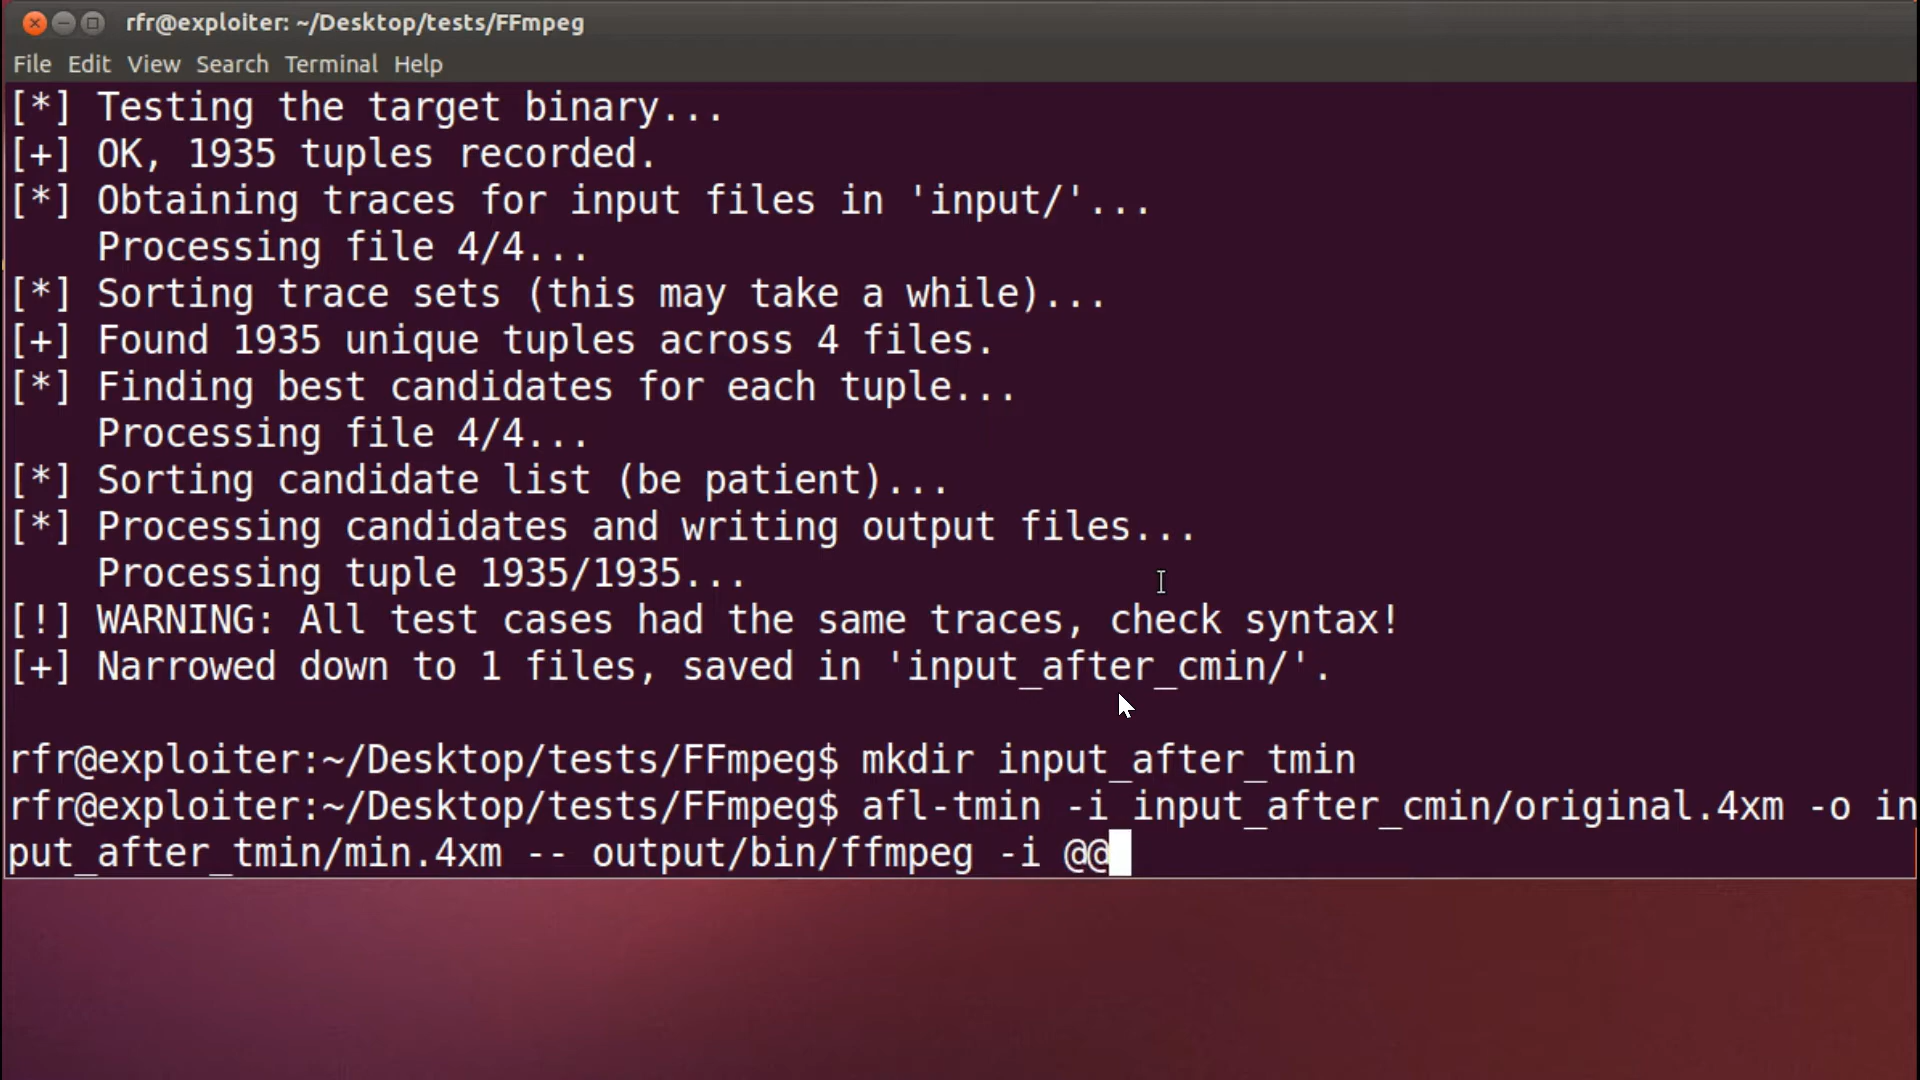 rfr@exploiter: ~/Desktop/tests/FFmpeg
File Edit View Search Terminal Help
[*] Testing the target binary...
[+] OK, 1935 tuples recorded.
[*] Obtaining traces for input files in 'input/'...
    Processing file 4/4...
[*] Sorting trace sets (this may take a while)...
[+] Found 1935 unique tuples across 4 files.
[*] Finding best candidates for each tuple...
    Processing file 4/4...
[*] Sorting candidate list (be patient)...
[*] Processing candidates and writing output files...
    Processing tuple 1935/1935...
[!] WARNING: All test cases had the same traces, check syntax!
[+] Narrowed down to 1 files, saved in 'input_after_cmin/'.
rfr@exploiter:~/Desktop/tests/FFmpeg$ mkdir input_after_tmin
rfr@exploiter:~/Desktop/tests/FFmpeg$ afl-tmin -i input_after_cmin/original.4xm -o in
put_after_tmin/min.4xm -- output/bin/ffmpeg -i @@